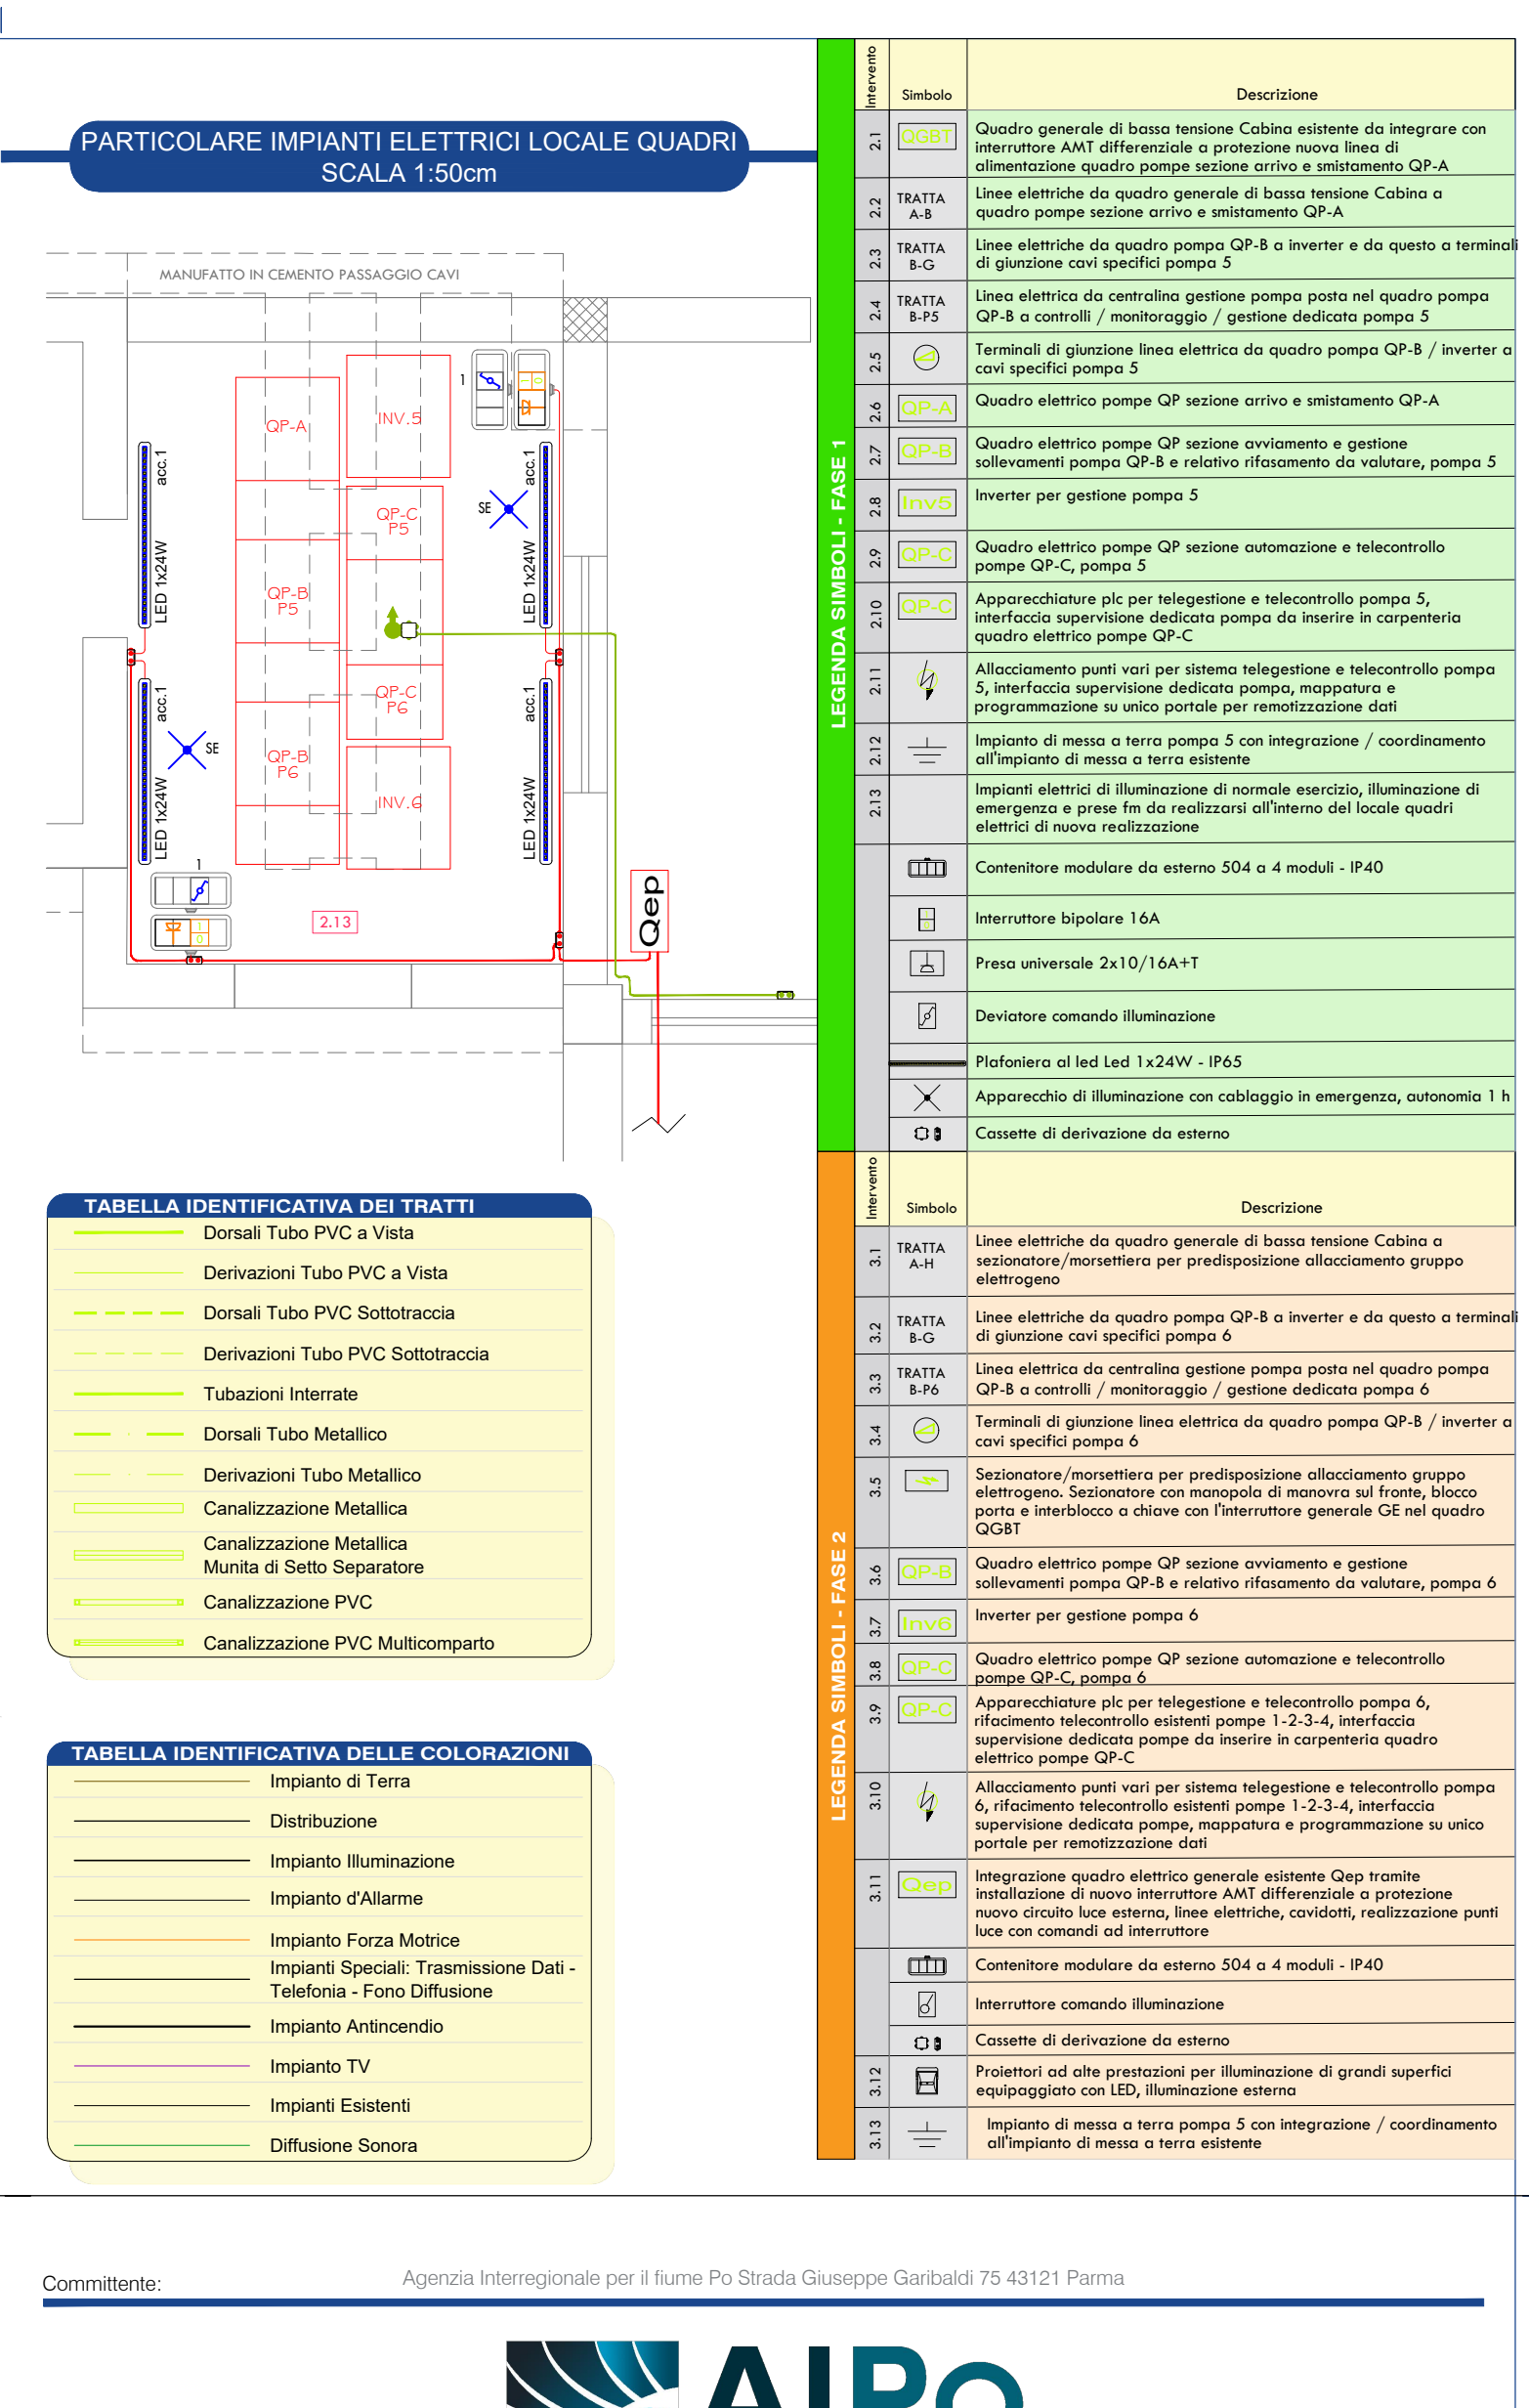 PARTICOLARE IMPIANTI ELETTRICI LOCALE QUADRI
SCALA 1:50cm
MANUFATTO IN CEMENTO PASSAGGIO CAVI
QP-A
INV.5
1
1
0
acc.1
LED 1x24W
acc.1
LED 1x24W
SE
QP-C
P5
QP-B
P5
QP-C
P6
QP-B
P6
INV.6
acc.1
LED 1x24W
acc.1
LED 1x24W
SE
1
1
0
2.13
Qep
TABELLA IDENTIFICATIVA DEI TRATTI
Dorsali Tubo PVC a Vista
Derivazioni Tubo PVC a Vista
Dorsali Tubo PVC Sottotraccia
Derivazioni Tubo PVC Sottotraccia
Tubazioni Interrate
Dorsali Tubo Metallico
Derivazioni Tubo Metallico
Canalizzazione Metallica
Canalizzazione Metallica
Munita di Setto Separatore
Canalizzazione PVC
Canalizzazione PVC Multicomparto
TABELLA IDENTIFICATIVA DELLE COLORAZIONI
Impianto di Terra
Distribuzione
Impianto Illuminazione
Impianto d'Allarme
Impianto Forza Motrice
Impianti Speciali: Trasmissione Dati -
Telefonia - Fono Diffusione
Impianto Antincendio
Impianto TV
Impianti Esistenti
Diffusione Sonora
LEGENDA SIMBOLI - FASE 1
Intervento
Simbolo
Descrizione
2.1
QGBT
Quadro generale di bassa tensione Cabina esistente da integrare con
interruttore AMT differenziale a protezione nuova linea di
alimentazione quadro pompe sezione arrivo e smistamento QP-A
2.2
TRATTA
A-B
Linee elettriche da quadro generale di bassa tensione Cabina a
quadro pompe sezione arrivo e smistamento QP-A
2.3
TRATTA
B-G
Linee elettriche da quadro pompa QP-B a inverter e da questo a terminali
di giunzione cavi specifici pompa 5
2.4
TRATTA
B-P5
Linea elettrica da centralina gestione pompa posta nel quadro pompa
QP-B a controlli / monitoraggio / gestione dedicata pompa 5
2.5
Terminali di giunzione linea elettrica da quadro pompa QP-B / inverter a
cavi specifici pompa 5
2.6
QP-A
Quadro elettrico pompe QP sezione arrivo e smistamento QP-A
2.7
QP-B
Quadro elettrico pompe QP sezione avviamento e gestione
sollevamenti pompa QP-B e relativo rifasamento da valutare, pompa 5
2.8
Inv5
Inverter per gestione pompa 5
2.9
QP-C
Quadro elettrico pompe QP sezione automazione e telecontrollo
pompe QP-C, pompa 5
2.10
QP-C
Apparecchiature plc per telegestione e telecontrollo pompa 5,
interfaccia supervisione dedicata pompa da inserire in carpenteria
quadro elettrico pompe QP-C
2.11
Allacciamento punti vari per sistema telegestione e telecontrollo pompa
5, interfaccia supervisione dedicata pompa, mappatura e
programmazione su unico portale per remotizzazione dati
2.12
Impianto di messa a terra pompa 5 con integrazione / coordinamento
all'impianto di messa a terra esistente
2.13
Impianti elettrici di illuminazione di normale esercizio, illuminazione di
emergenza e prese fm da realizzarsi all'interno del locale quadri
elettrici di nuova realizzazione
Contenitore modulare da esterno 504 a 4 moduli - IP40
Interruttore bipolare 16A
Presa universale 2x10/16A+T
Deviatore comando illuminazione
Plafoniera al led Led 1x24W - IP65
Apparecchio di illuminazione con cablaggio in emergenza, autonomia 1 h
Cassette di derivazione da esterno
LEGENDA SIMBOLI - FASE 2
Intervento
Simbolo
Descrizione
3.1
TRATTA
A-H
Linee elettriche da quadro generale di bassa tensione Cabina a
sezionatore/morsettiera per predisposizione allacciamento gruppo
elettrogeno
3.2
TRATTA
B-G
Linee elettriche da quadro pompa QP-B a inverter e da questo a terminali
di giunzione cavi specifici pompa 6
3.3
TRATTA
B-P6
Linea elettrica da centralina gestione pompa posta nel quadro pompa
QP-B a controlli / monitoraggio / gestione dedicata pompa 6
3.4
Terminali di giunzione linea elettrica da quadro pompa QP-B / inverter a
cavi specifici pompa 6
3.5
Sezionatore/morsettiera per predisposizione allacciamento gruppo
elettrogeno. Sezionatore con manopola di manovra sul fronte, blocco
porta e interblocco a chiave con l'interruttore generale GE nel quadro
QGBT
3.6
QP-B
Quadro elettrico pompe QP sezione avviamento e gestione
sollevamenti pompa QP-B e relativo rifasamento da valutare, pompa 6
3.7
Inv6
Inverter per gestione pompa 6
3.8
QP-C
Quadro elettrico pompe QP sezione automazione e telecontrollo
pompe QP-C, pompa 6
3.9
QP-C
Apparecchiature plc per telegestione e telecontrollo pompa 6,
rifacimento telecontrollo esistenti pompe 1-2-3-4, interfaccia
supervisione dedicata pompe da inserire in carpenteria quadro
elettrico pompe QP-C
3.10
Allacciamento punti vari per sistema telegestione e telecontrollo pompa
6, rifacimento telecontrollo esistenti pompe 1-2-3-4, interfaccia
supervisione dedicata pompe, mappatura e programmazione su unico
portale per remotizzazione dati
3.11
Qep
Integrazione quadro elettrico generale esistente Qep tramite
installazione di nuovo interruttore AMT differenziale a protezione
nuovo circuito luce esterna, linee elettriche, cavidotti, realizzazione punti
luce con comandi ad interruttore
Contenitore modulare da esterno 504 a 4 moduli - IP40
Interruttore comando illuminazione
Cassette di derivazione da esterno
3.12
Proiettori ad alte prestazioni per illuminazione di grandi superfici
equipaggiato con LED, illuminazione esterna
3.13
Impianto di messa a terra pompa 5 con integrazione / coordinamento
all'impianto di messa a terra esistente
Committente:
Agenzia Interregionale per il fiume Po Strada Giuseppe Garibaldi 75 43121 Parma
AIPo